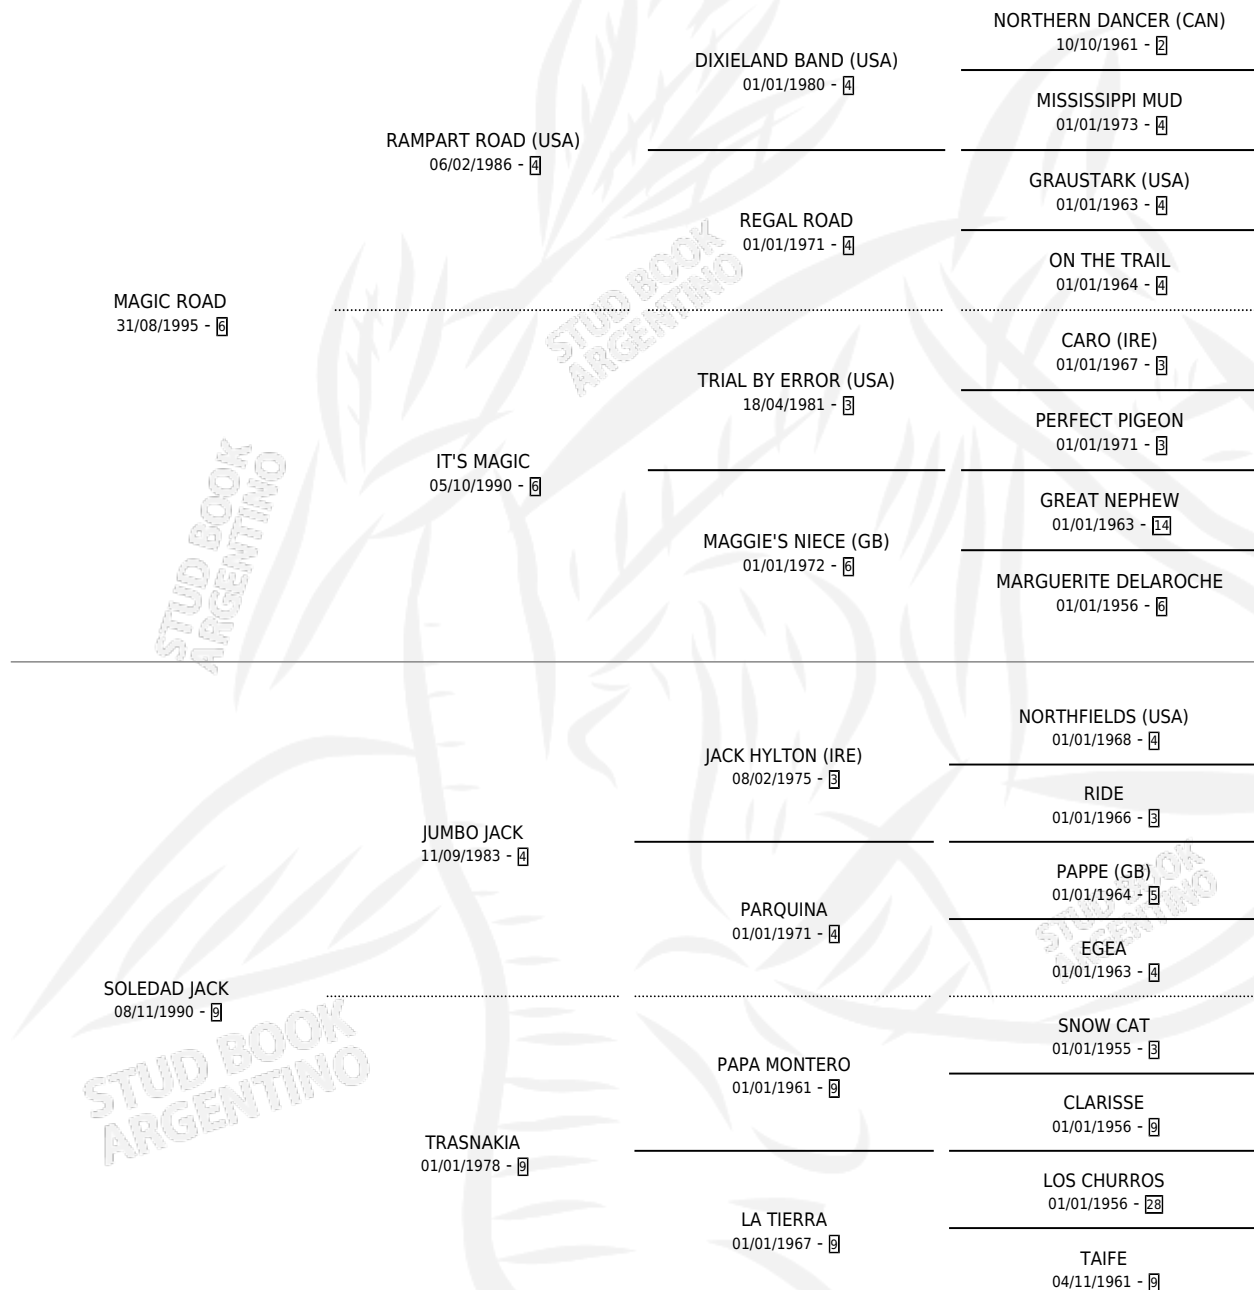 NORTHERN DANCER (CAN)
10/10/1961 - 2
DIXIELAND BAND (USA)
01/01/1980 - 4
MISSISSIPPI MUD
01/01/1973 - 4
RAMPART ROAD (USA)
06/02/1986 - 4
GRAUSTARK (USA)
01/01/1963 - 4
REGAL ROAD
01/01/1971 - 4
ON THE TRAIL
01/01/1964 - 4
MAGIC ROAD
31/08/1995 - 6
STUD BOOK
ARGENTINO
CARO (IRE)
01/01/1967 - 3
TRIAL BY ERROR (USA)
18/04/1981 - 3
PERFECT PIGEON
01/01/1971 - 3
IT'S MAGIC
05/10/1990 - 6
GREAT NEPHEW
01/01/1963 - 14
MAGGIE'S NIECE (GB)
01/01/1972 - 6
MARGUERITE DELAROCHE
01/01/1956 - 6
STUD BOOK
ARGENTINO
NORTHFIELDS (USA)
01/01/1968 - 4
JACK HYLTON (IRE)
08/02/1975 - 3
RIDE
01/01/1966 - 3
JUMBO JACK
11/09/1983 - 4
PAPPE (GB)
01/01/1964 - 5
PARQUINA
01/01/1971 - 4
STUD BOOK
ARGENTINO
EGEA
01/01/1963 - 4
SOLEDAD JACK
08/11/1990 - 9
SNOW CAT
01/01/1955 - 3
PAPA MONTERO
01/01/1961 - 9
STUD BOOK
ARGENTINO
CLARISSE
01/01/1956 - 9
TRASNAKIA
01/01/1978 - 9
LOS CHURROS
01/01/1956 - 28
LA TIERRA
01/01/1967 - 9
TAIFE
04/11/1961 - 9